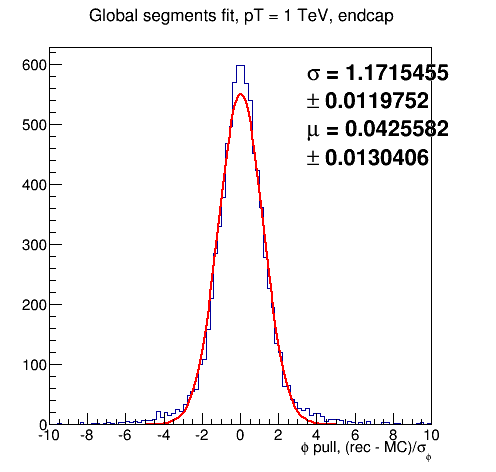 Global segments fit, pT = 1 TeV, endcap
σ = 1.1715455
± 0.0119752
μ = 0.0425582
± 0.0130406
600
500
400
300
200
100
0
-10 -8 -6 -4 -2 0 2 4 6 8 10
ϕ pull, (rec - MC)/σ_ϕ